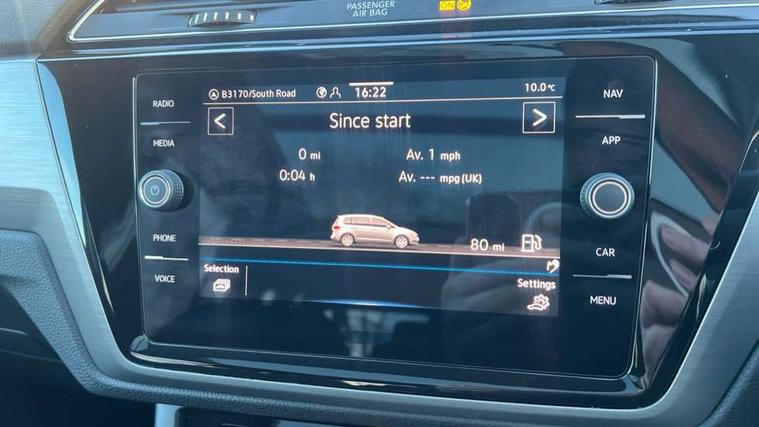 PASSENGER
AIR BAG
ON
B3170/South Road
16:22
10.0°C
RADIO
MEDIA
PHONE
VOICE
NAV
APP
CAR
MENU
<
Since start
>
0 mi
Av. 1 mph
0:04 h
Av. --- mpg (UK)
80 mi
Selection
Settings